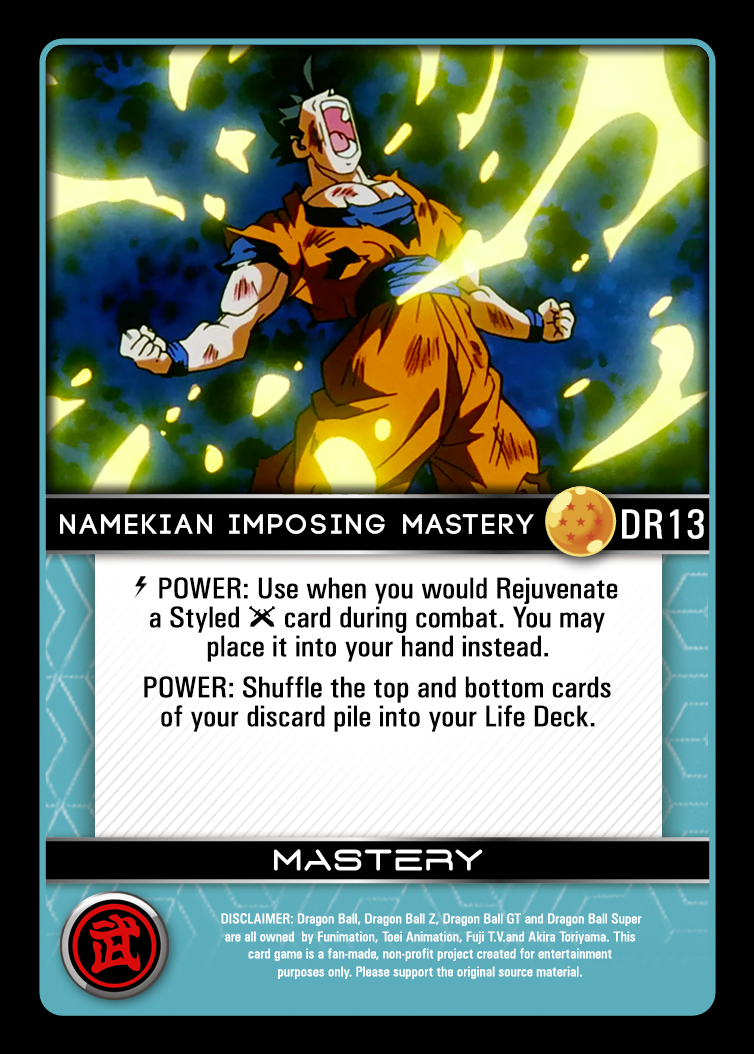 NAMEKIAN IMPOSING MASTERY DR13
POWER: Use when you would Rejuvenate
a Styled card during combat. You may
place it into your hand instead.
POWER: Shuffle the top and bottom cards
of your discard pile into your Life Deck.
MASTERY
武
DISCLAIMER: Dragon Ball, Dragon Ball Z, Dragon Ball GT and Dragon Ball Super
are all owned by Funimation, Toei Animation, Fuji T.V.and Akira Toriyama. This
card game is a fan-made, non-profit project created for entertainment
purposes only. Please support the original source material.